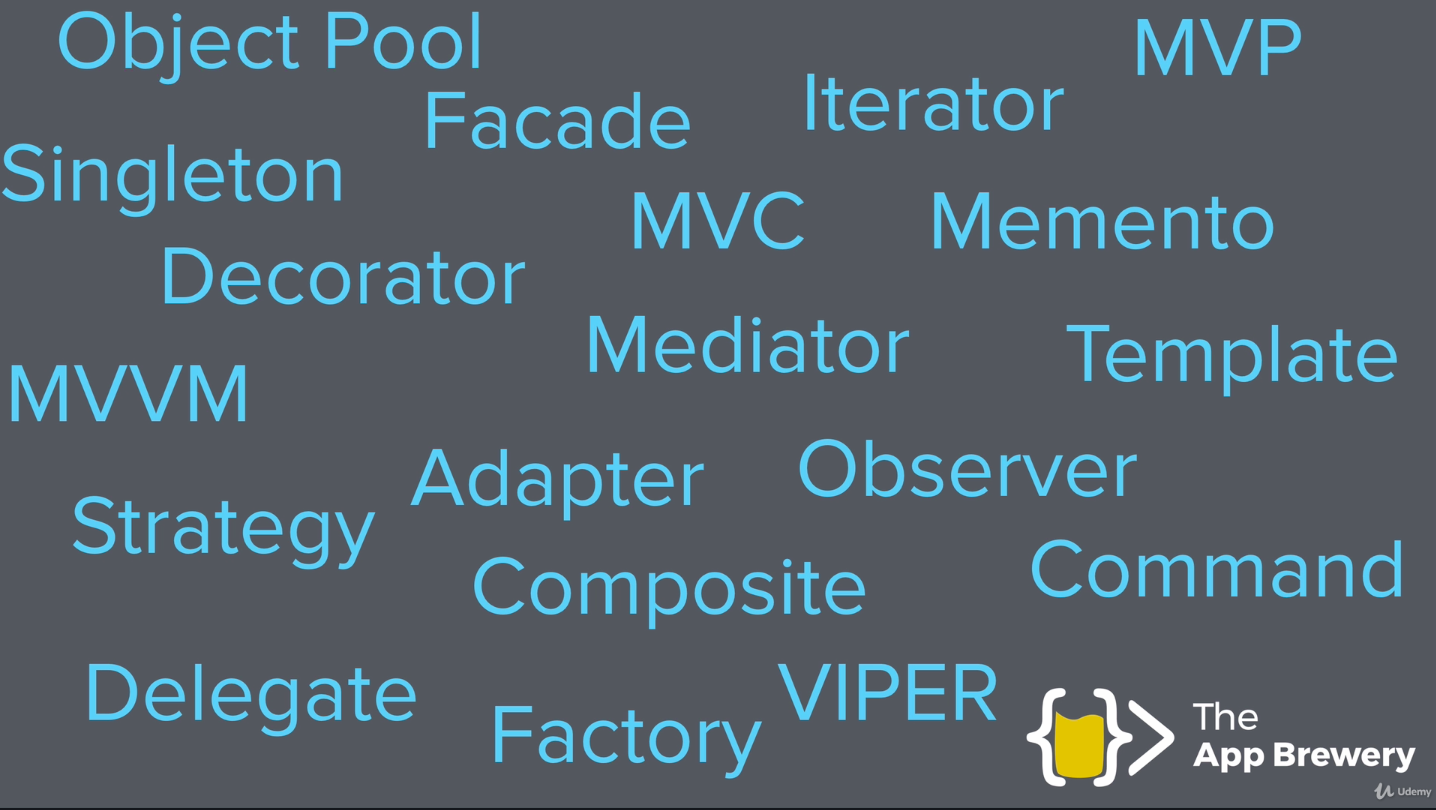 Object Pool
MVP
Iterator
Facade
Singleton
MVC
Memento
Decorator
Mediator
Template
MVVM
Observer
Adapter
Strategy
Command
Composite
Delegate
VIPER
Factory
The
App Brewery
Udemy